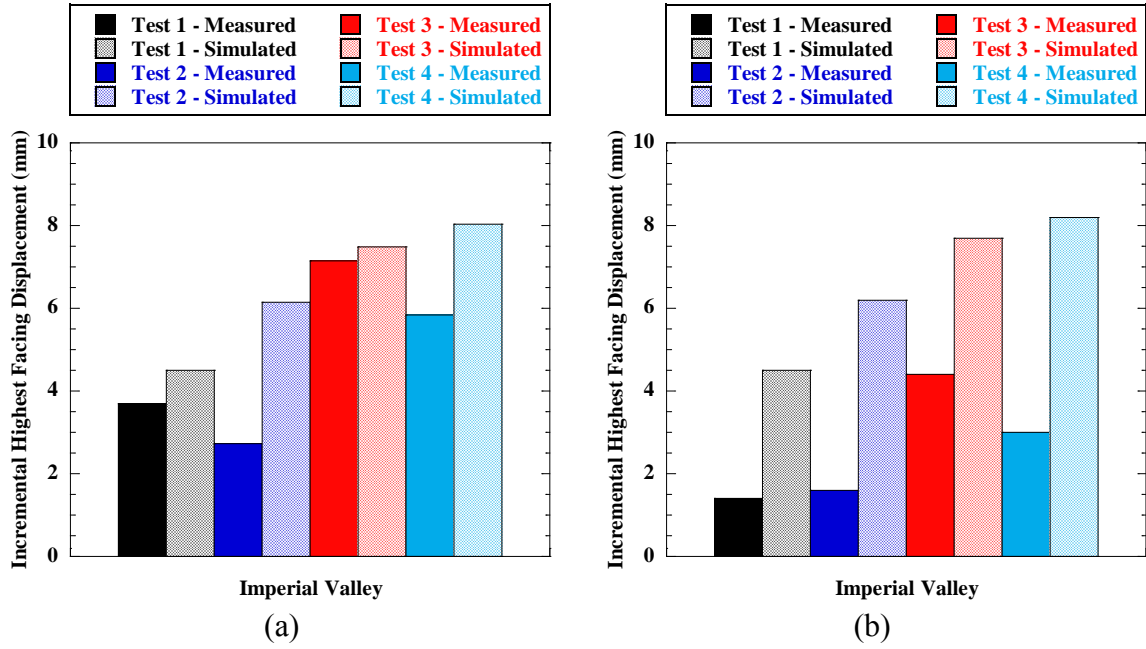 Test 1 - Measured
Test 1 - Simulated
Test 2 - Measured
Test 2 - Simulated
Test 3 - Measured
Test 3 - Simulated
Test 4 - Measured
Test 4 - Simulated
Incremental Highest Facing Displacement (mm)
10
8
6
4
2
0
Imperial Valley
(a)
Test 1 - Measured
Test 1 - Simulated
Test 2 - Measured
Test 2 - Simulated
Test 3 - Measured
Test 3 - Simulated
Test 4 - Measured
Test 4 - Simulated
Incremental Highest Facing Displacement (mm)
10
8
6
4
2
0
Imperial Valley
(b)